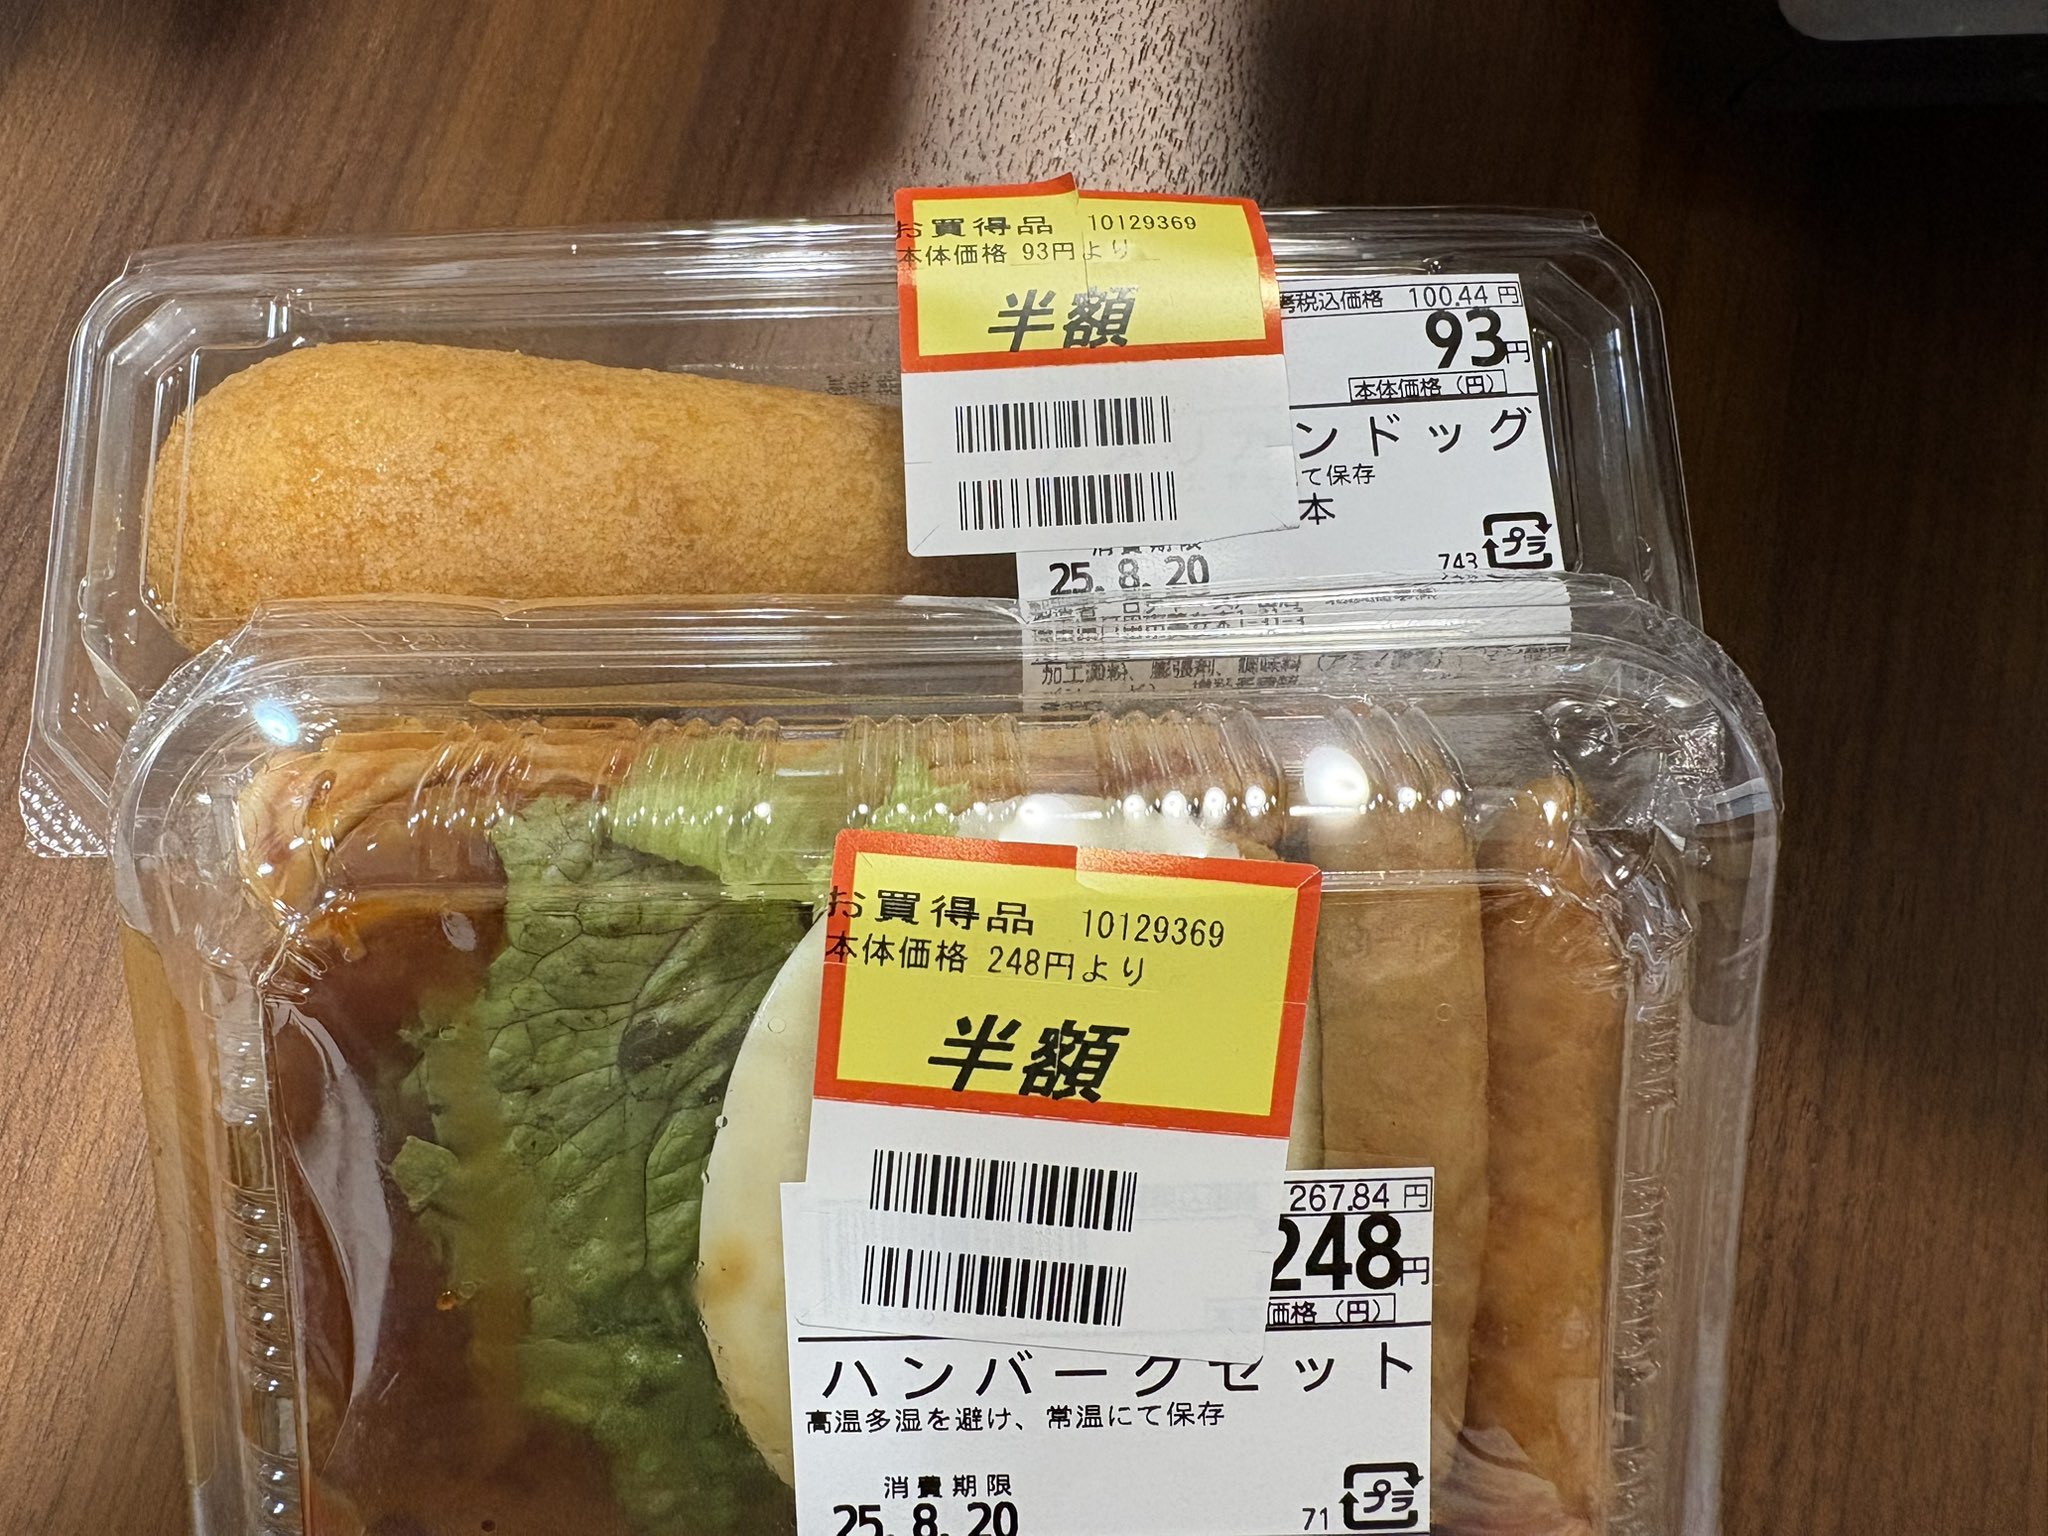 お買得品 10129369
本体価格 93円より
半額
考税込価格 100.44 円
93円
本体価格(円)
ンドッグ
て保存
本
プラ
743
消費期限
25. 8. 20
加工澱粉、膨張剤、
お買得品 10129369
本体価格 248円より
半額
267.84 円
248円
価格(円)
ハンバーグセット
高温多湿を避け、常温にて保存
消費期限
25. 8. 20
71
プラ